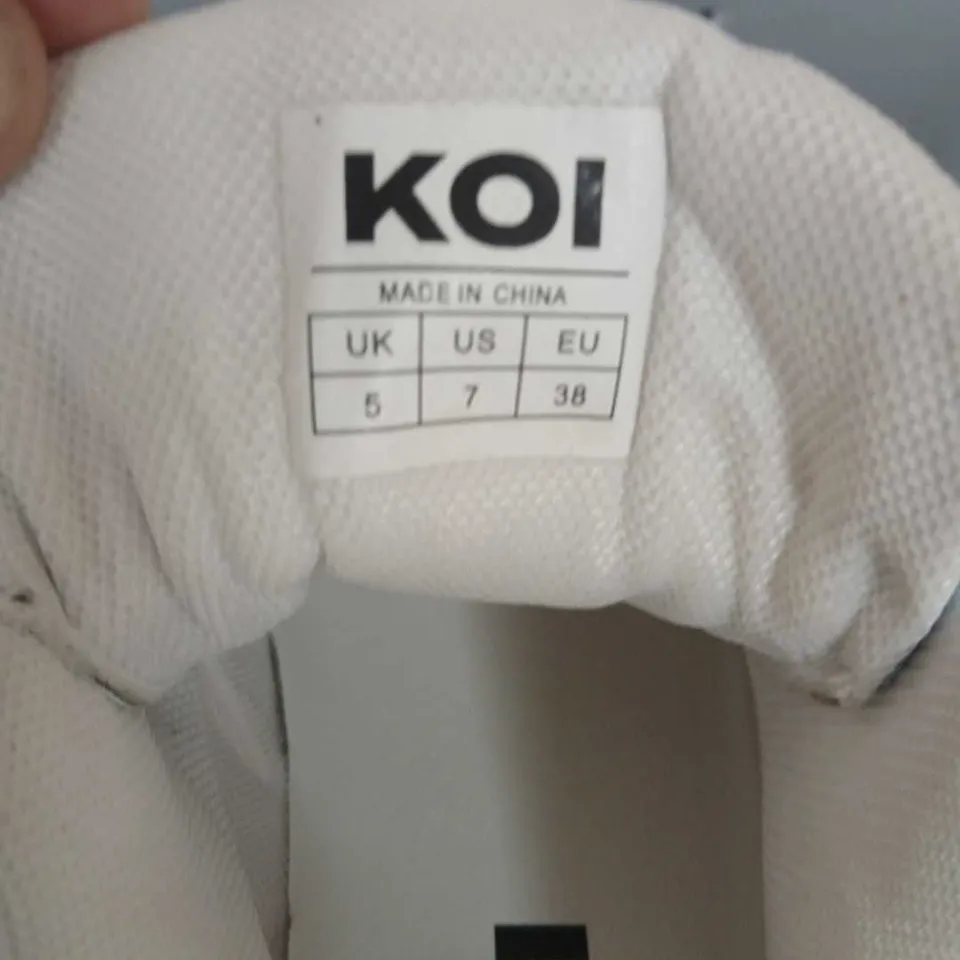 KOI
MADE IN CHINA
UK US EU
5 7 38